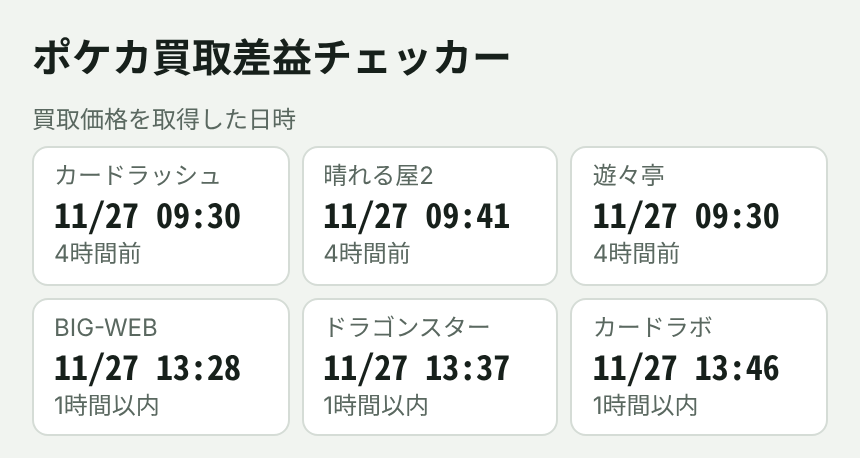 ポケカ買取差益チェッカー
買取価格を取得した日時
カードラッシュ
11/27 09:30
4時間前
晴れる屋2
11/27 09:41
4時間前
遊々亭
11/27 09:30
4時間前
BIG-WEB
11/27 13:28
1時間以内
ドラゴンスター
11/27 13:37
1時間以内
カードラボ
11/27 13:46
1時間以内